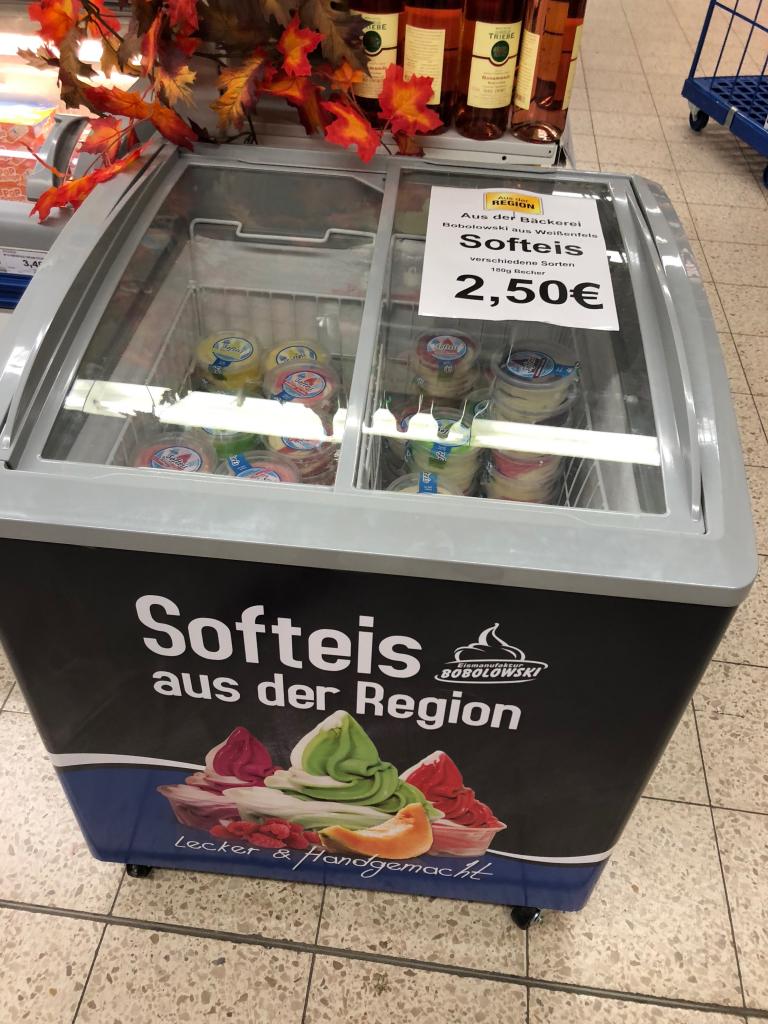 TRIEBE
Aus der
REGION
Aus der Bäckerei
Bobolowski aus Weißenfels
Softeis
verschiedene Sorten
180g Becher
2,50€
Softeis
aus der Region
Eismanufaktur
BOBOLOWSKI
Lecker & Handgemacht